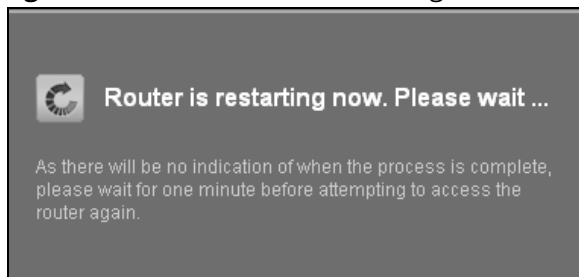 Router is restarting now. Please wait ...
As there will be no indication of when the process is complete,
please wait for one minute before attempting to access the
router again.